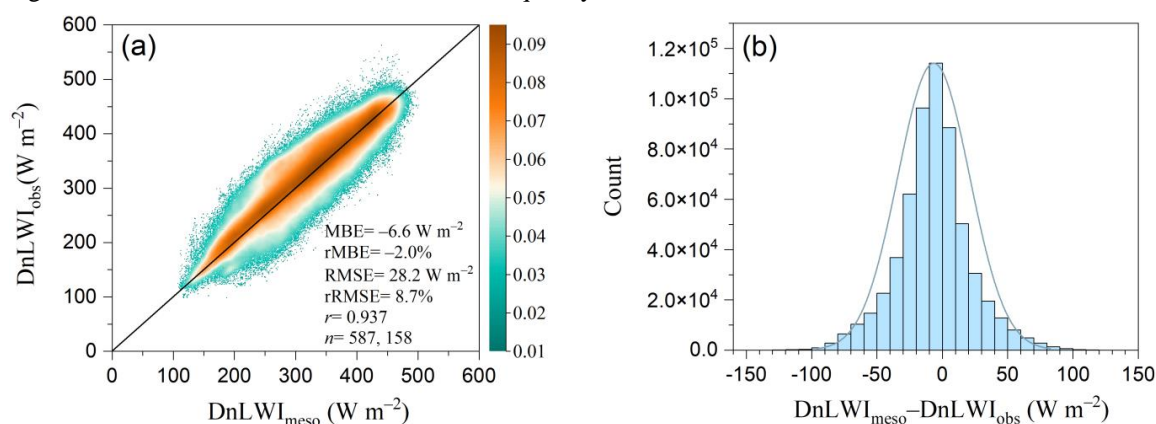 (a)
600
500
400
300
200
100
0
DnLWI_obs (W m⁻²)
MBE= –6.6 W m⁻²
rMBE= –2.0%
RMSE= 28.2 W m⁻²
rRMSE= 8.7%
r= 0.937
n= 587, 158
0 100 200 300 400 500 600
DnLWI_meso (W m⁻²)
0.09
0.08
0.07
0.06
0.05
0.04
0.03
0.02
0.01
(b)
1.2×10⁵
1.0×10⁵
8.0×10⁴
6.0×10⁴
4.0×10⁴
2.0×10⁴
0.0
Count
-150 -100 -50 0 50 100 150
DnLWI_meso–DnLWI_obs (W m⁻²)